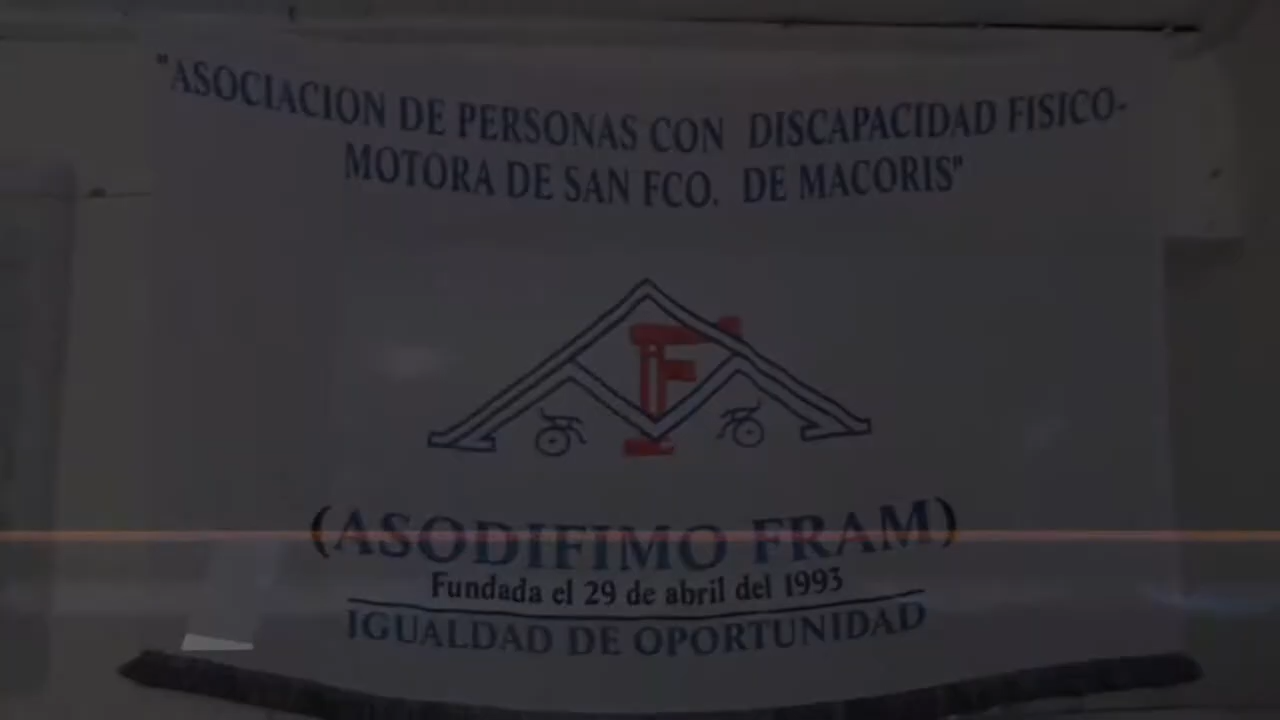 "ASOCIACION DE PERSONAS CON DISCAPACIDAD FISICO-
MOTORA DE SAN FCO. DE MACORIS"
F
(ASODIFIMO FRAM)
Fundada el 29 de abril del 1993
IGUALDAD DE OPORTUNIDAD